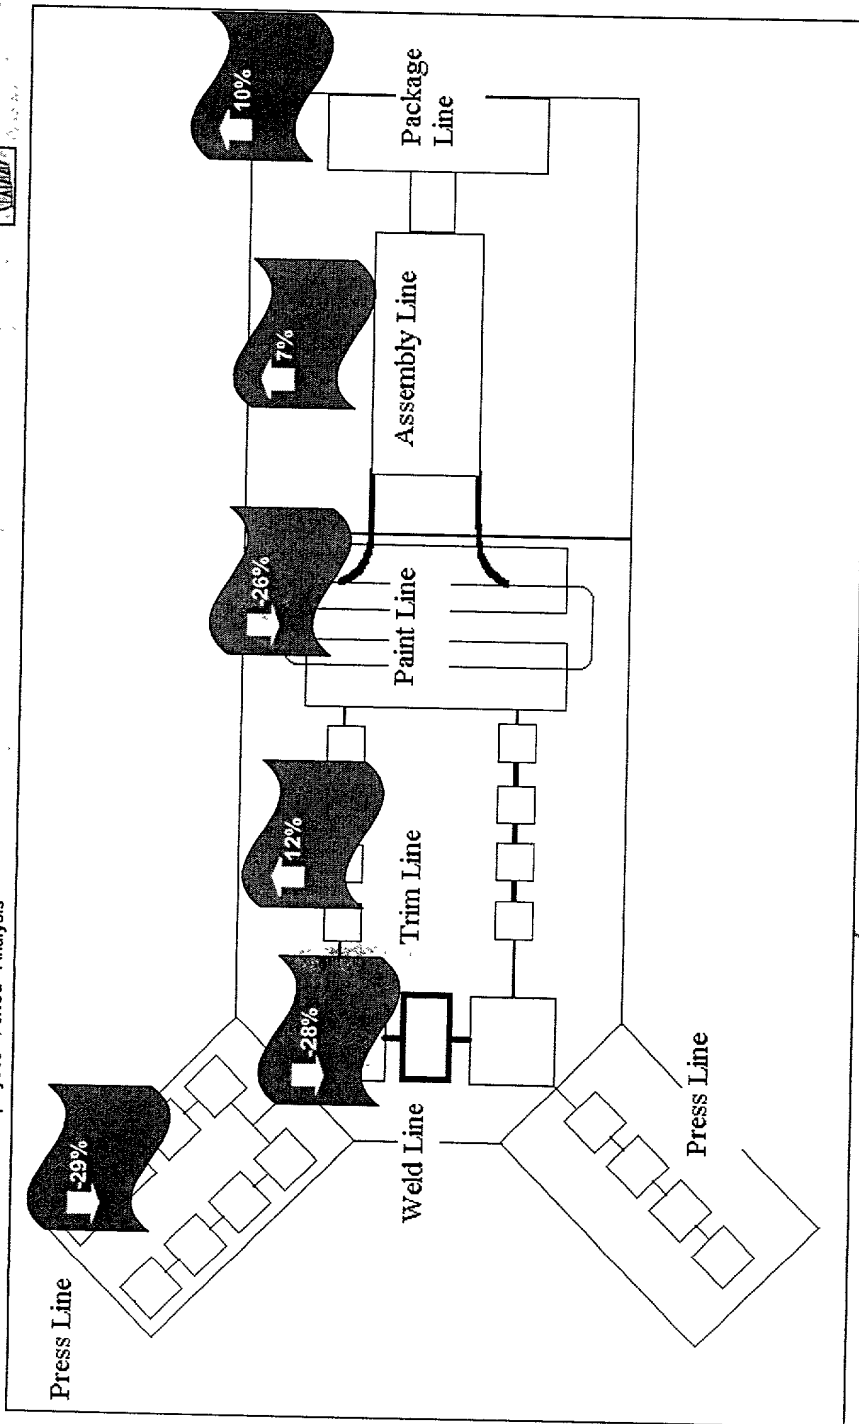 Analysis
-29%
-28%
12%
-26%
7%
10%
Press Line
Weld Line
Trim Line
Paint Line
Assembly Line
Package
Line
Press Line